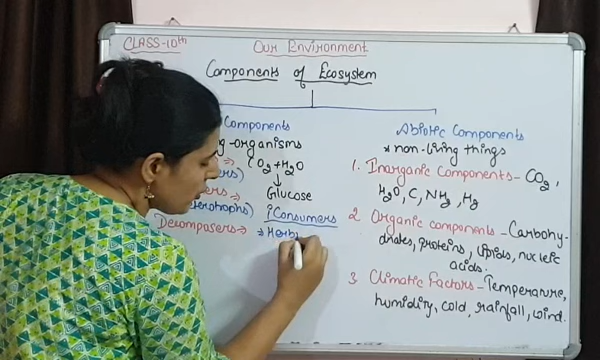 CLASS-10th
Our Environment
Components of Ecosystem
Components
organisms
CO2+H2O
↓
Glucose
iConsumers
Decomposers→
Herbi
Abiotic Components
* non-living things
1. Inorganic Components - CO2,
H2O, C, NH3, H2
2. Organic components - Carbohy-
drates, proteins, lipids, nucleic
acids.
3 Climatic Factors - Temperature,
humidity, cold, rainfall, wind.